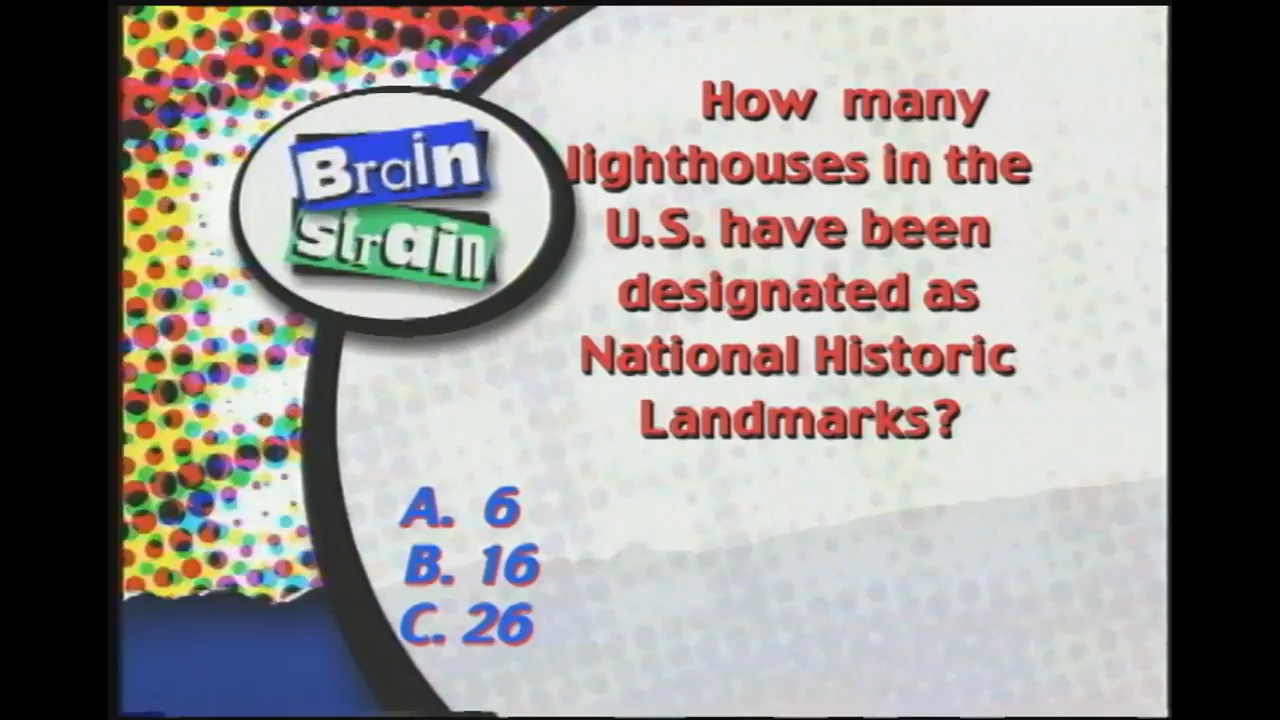 Brain
strain
How many
lighthouses in the
U.S. have been
designated as
National Historic
Landmarks?
A. 6
B. 16
C. 26